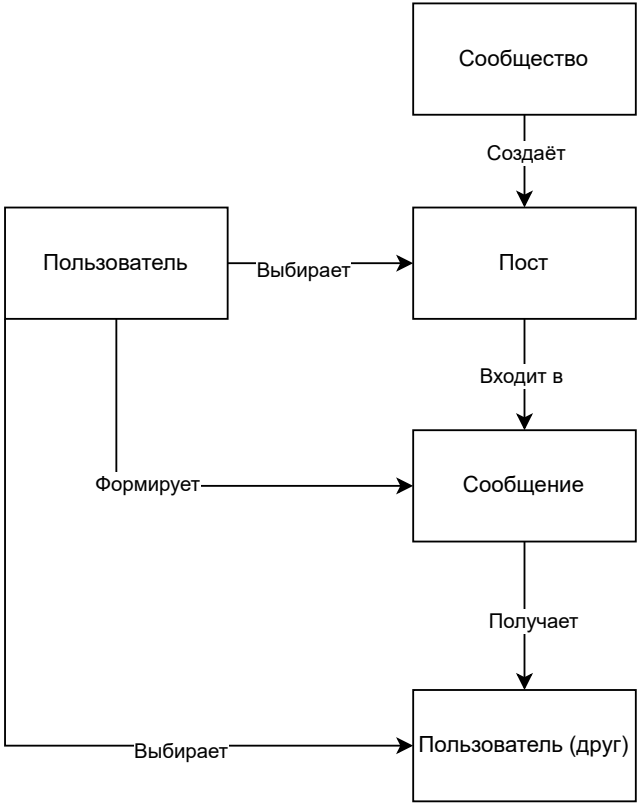 Сообщество
Создаёт
Пользователь
Выбирает
Пост
Входит в
Формирует
Сообщение
Получает
Выбирает
Пользователь (друг)